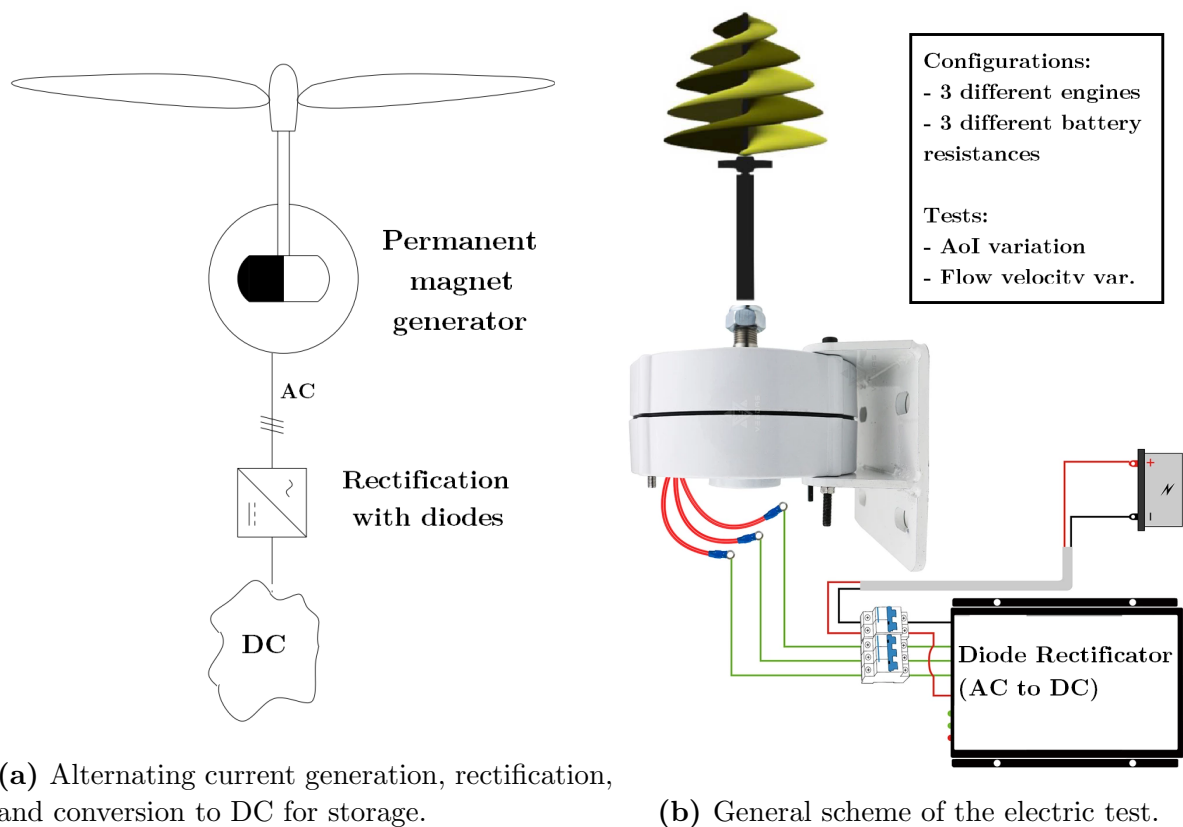 Permanent
magnet
generator
AC
Rectification
with diodes
DC
(a) Alternating current generation, rectification,
and conversion to DC for storage.
Configurations:
- 3 different engines
- 3 different battery
resistances
Tests:
- AoI variation
- Flow velocity var.
+
-
Diode Rectificator
(AC to DC)
(b) General scheme of the electric test.